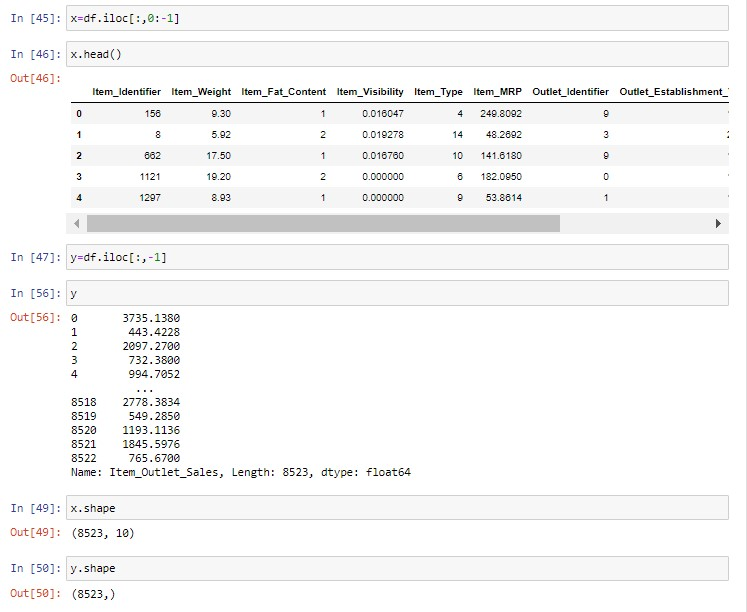 In [45]: x=df.iloc[:,0:-1]
In [46]: x.head()
Out[46]:
Item_Identifier Item_Weight Item_Fat_Content Item_Visibility Item_Type Item_MRP Outlet_Identifier Outlet_Establishment_
0 156 9.30 1 0.016047 4 249.8092 9
1 8 5.92 2 0.019278 14 48.2692 3
2 662 17.50 1 0.016760 10 141.6180 9
3 1121 19.20 2 0.000000 6 182.0950 0
4 1297 8.93 1 0.000000 9 53.8614 1
In [47]: y=df.iloc[:,-1]
In [56]: y
Out[56]: 0 3735.1380
1 443.4228
2 2097.2700
3 732.3800
4 994.7052
...
8518 2778.3834
8519 549.2850
8520 1193.1136
8521 1845.5976
8522 765.6700
Name: Item_Outlet_Sales, Length: 8523, dtype: float64
In [49]: x.shape
Out[49]: (8523, 10)
In [50]: y.shape
Out[50]: (8523,)